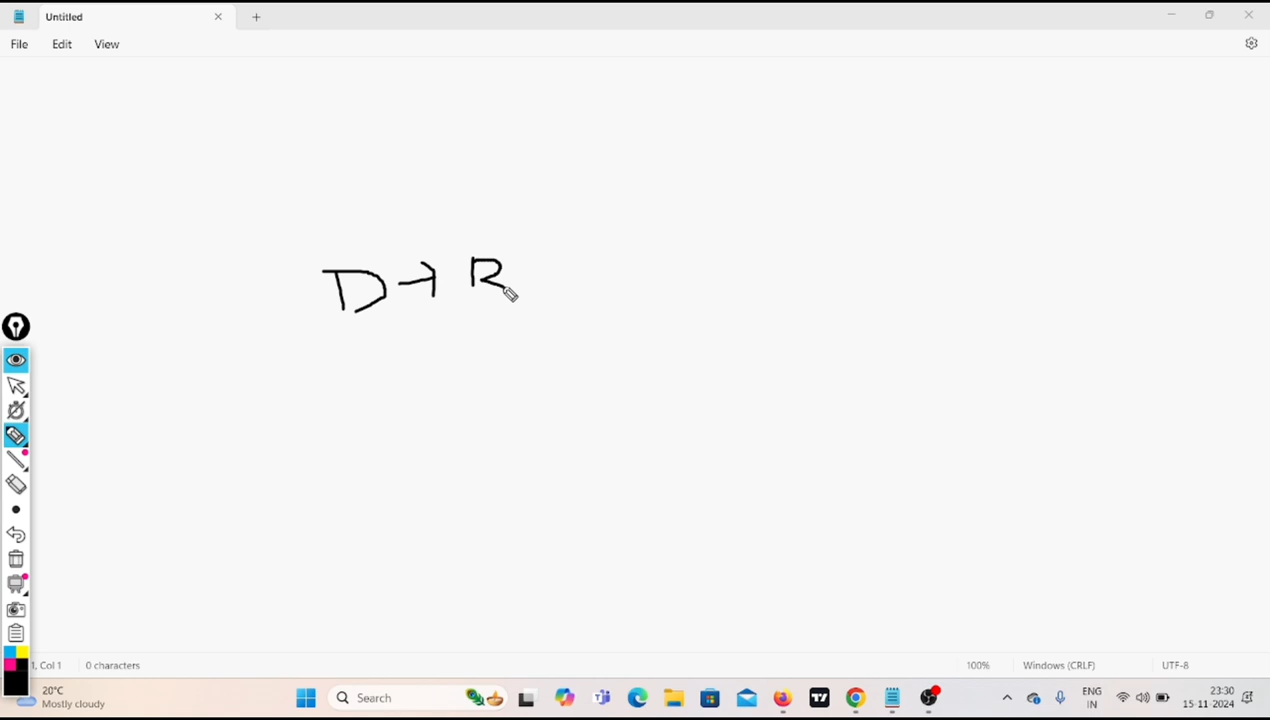 Untitled
File Edit View
D → R
1, Col 1 0 characters 100% Windows (CRLF) UTF-8
20°C
Mostly cloudy
Search
ENG
IN
23:30
15-11-2024